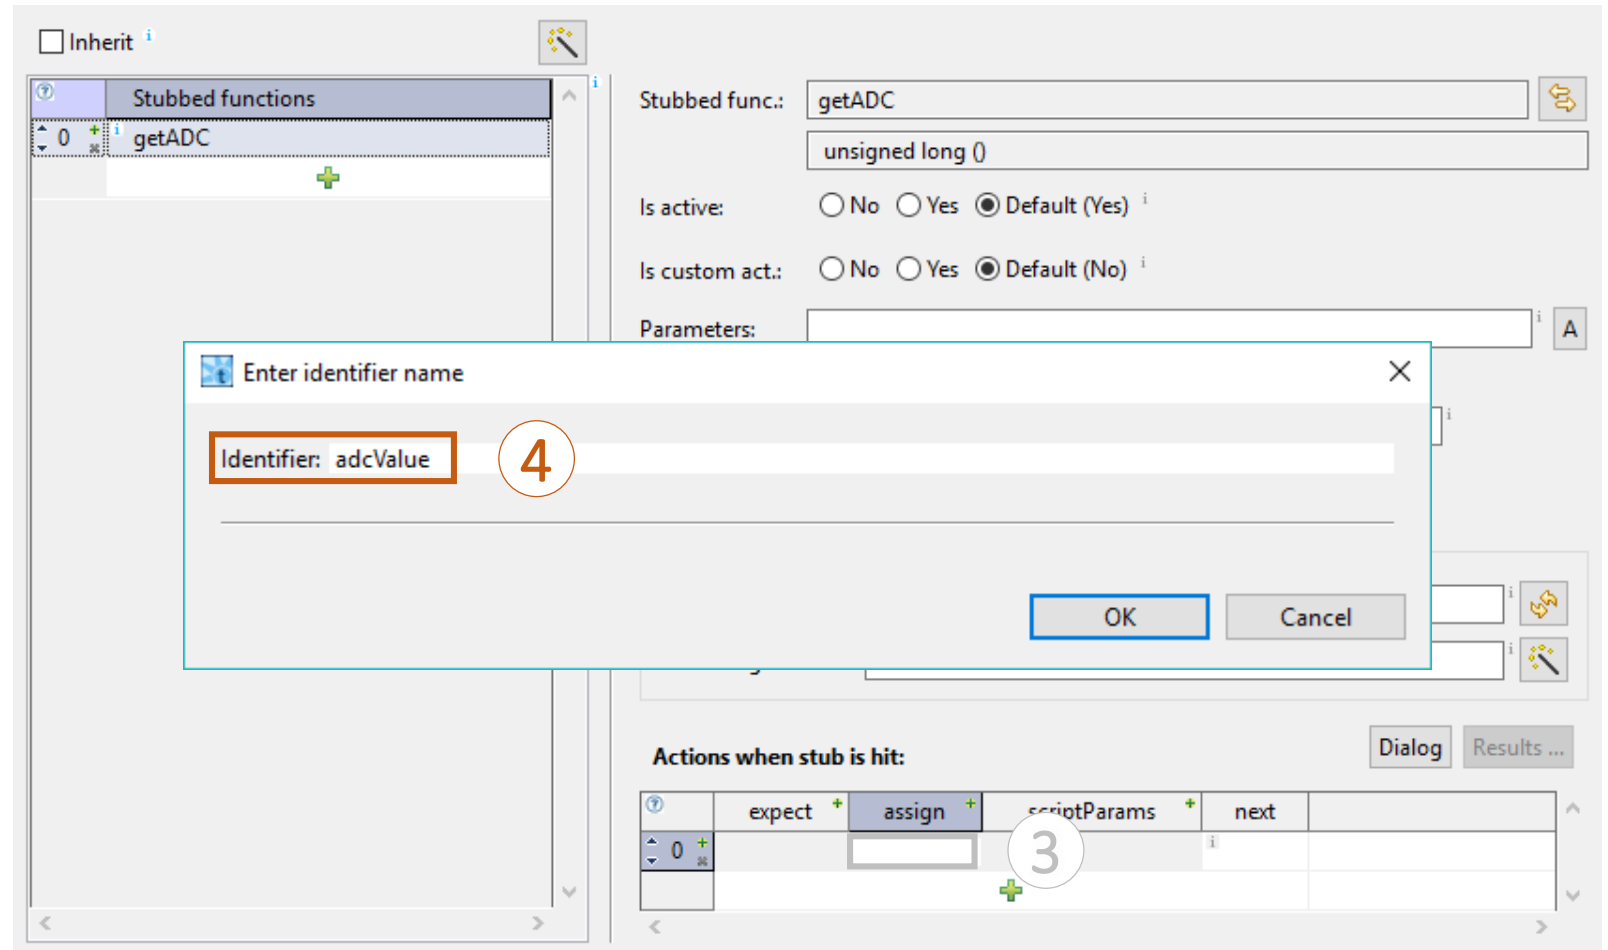 Inherit i
Stubbed functions
0 i getADC
Stubbed func.: getADC
unsigned long ()
Is active: No Yes Default (Yes) i
Is custom act.: No Yes Default (No) i
Parameters: i A
Enter identifier name
Identifier: adcValue 4
OK Cancel
Actions when stub is hit:
Dialog Results ...
expect assign scriptParams next
0 3 i